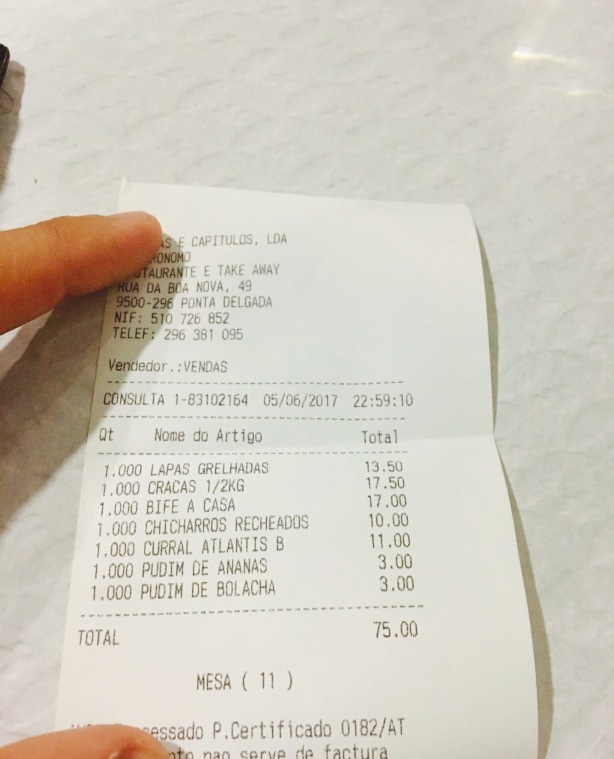 E CAPITULOS, LDA
RESTAURANTE E TAKE AWAY
RUA DA BOA NOVA, 49
9500-296 PONTA DELGADA
NIF: 510 726 852
TELEF: 296 381 095
Vendedor.:VENDAS
CONSULTA 1-83102164 05/06/2017 22:59:10
Qt Nome do Artigo Total
1.000 LAPAS GRELHADAS 13.50
1.000 CRACAS 1/2KG 17.50
1.000 BIFE A CASA 17.00
1.000 CHICHARROS RECHEADOS 10.00
1.000 CURRAL ATLANTIS B 11.00
1.000 PUDIM DE ANANAS 3.00
1.000 PUDIM DE BOLACHA 3.00
TOTAL 75.00
MESA ( 11 )
P.Certificado 0182/AT
nao serve de factura